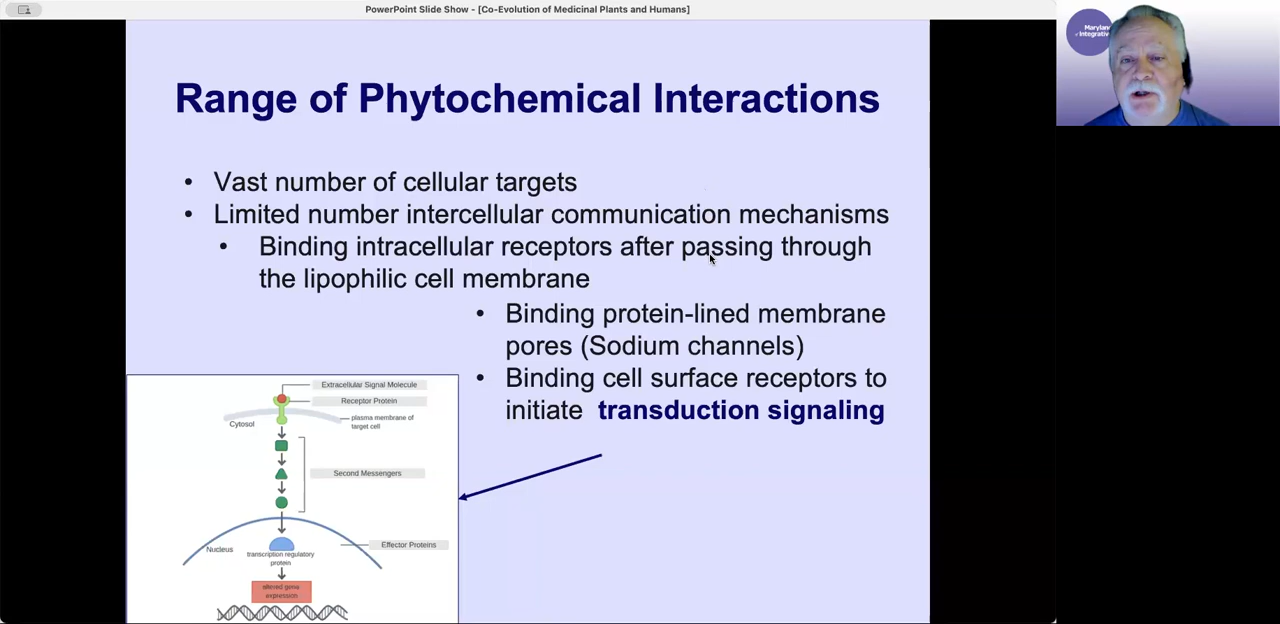 PowerPoint Slide Show - [Co-Evolution of Medicinal Plants and Humans]
Maryland
of Integrative
Range of Phytochemical Interactions
• Vast number of cellular targets
• Limited number intercellular communication mechanisms
• Binding intracellular receptors after passing through
the lipophilic cell membrane
• Binding protein-lined membrane
pores (Sodium channels)
• Binding cell surface receptors to
initiate transduction signaling
Extracellular Signal Molecule
Receptor Protein
plasma membrane of
target cell
Cytosol
Second Messengers
Nucleus
Effector Proteins
transcription regulatory
protein
altered gene
expression